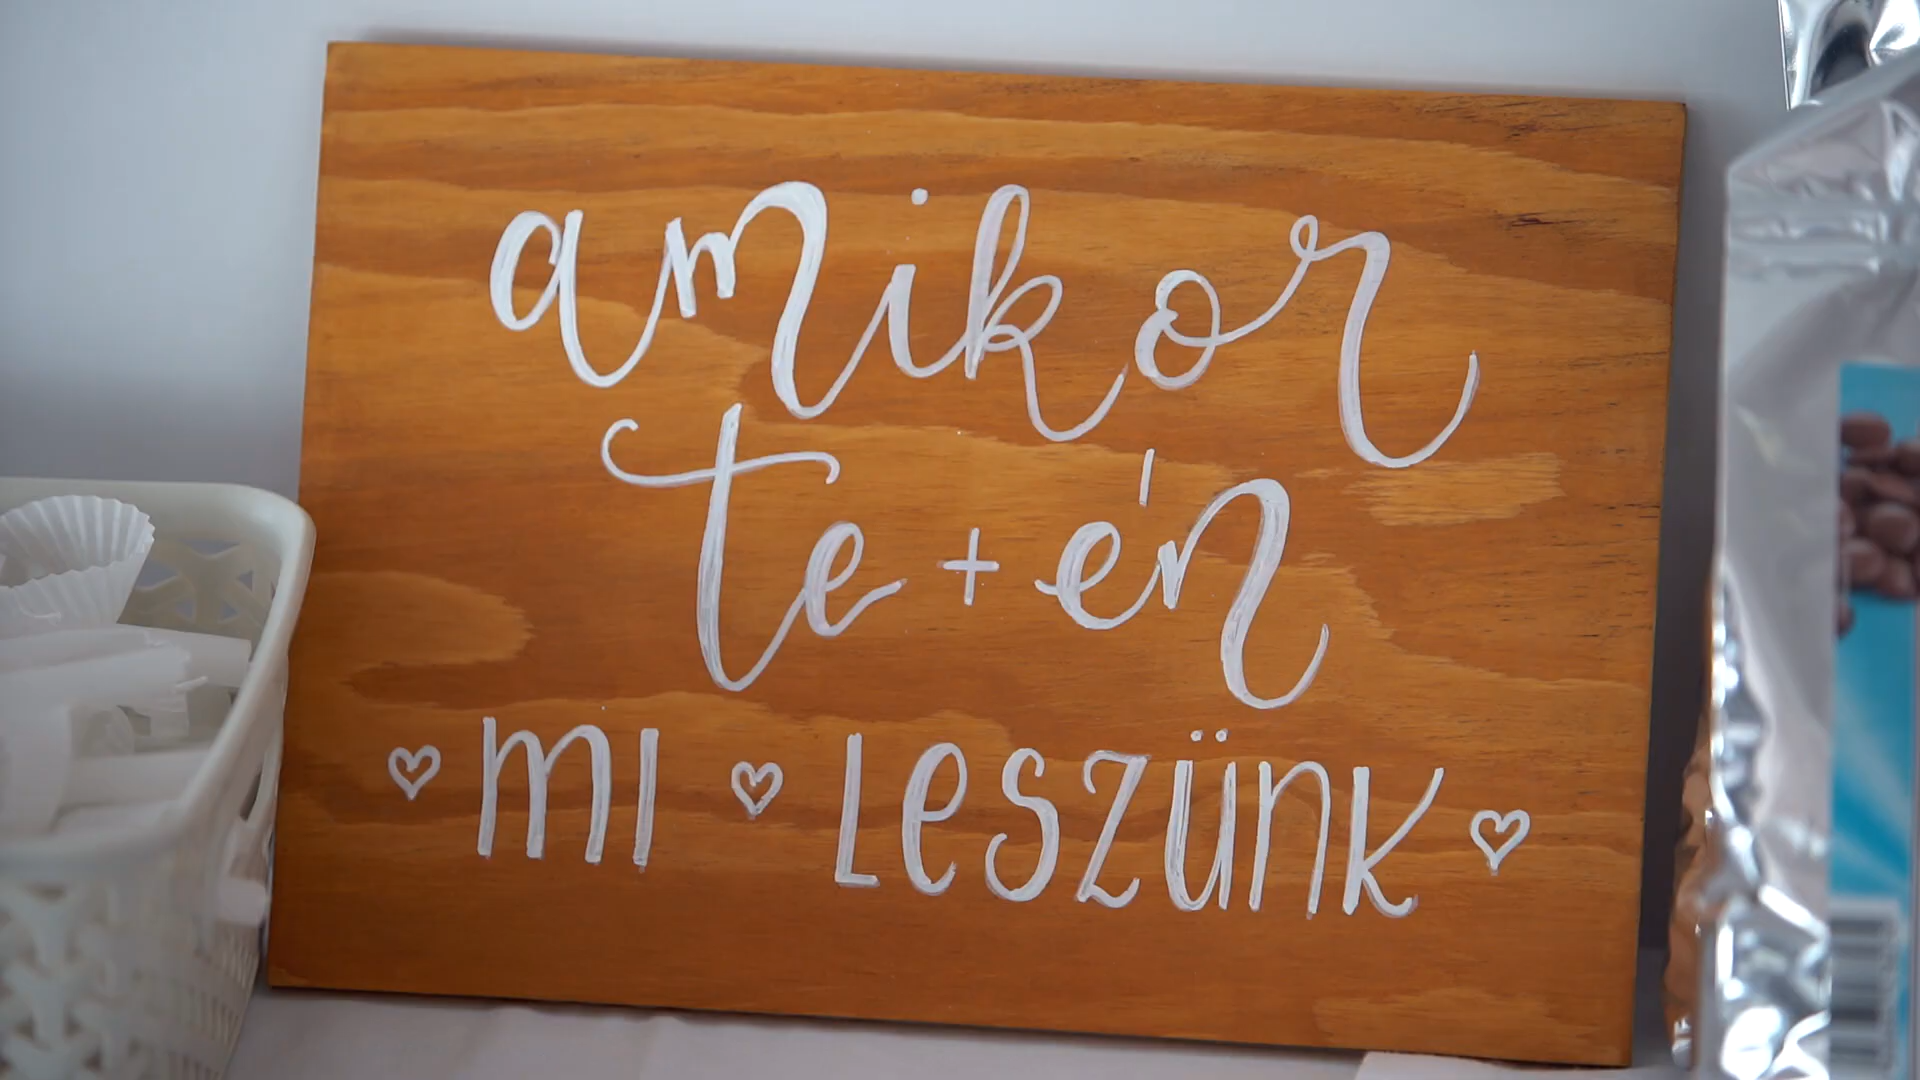 amikor
te + én
♡ mi ♡ Leszünk ♡